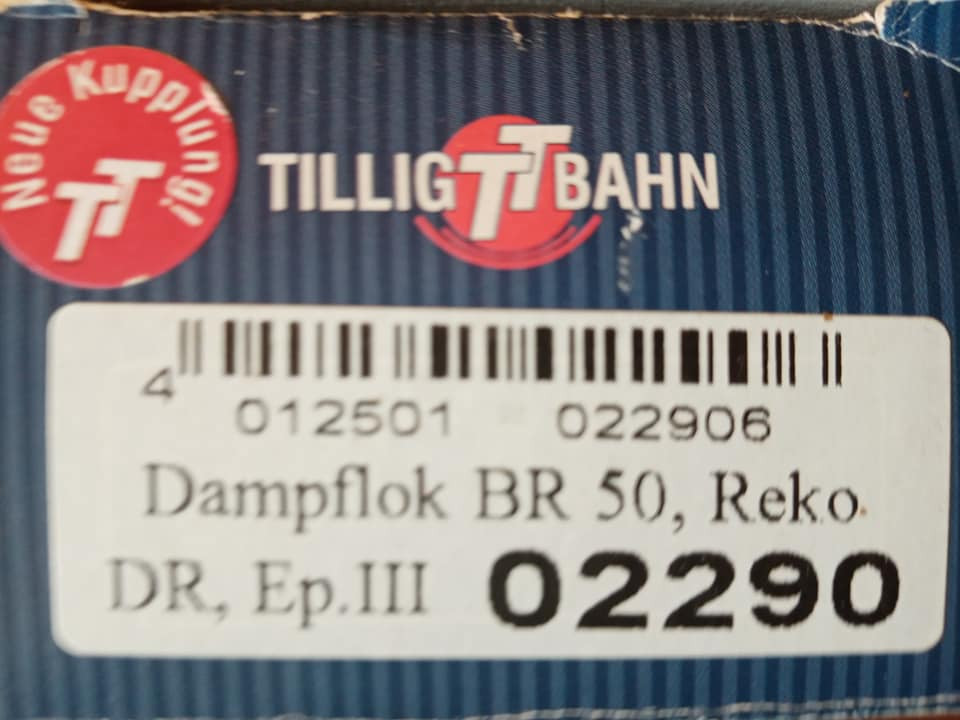 Neue Kupplung!
TT
TILLIG TT BAHN
4 012501 022906
Dampflok BR 50, Reko
DR, Ep.III 02290